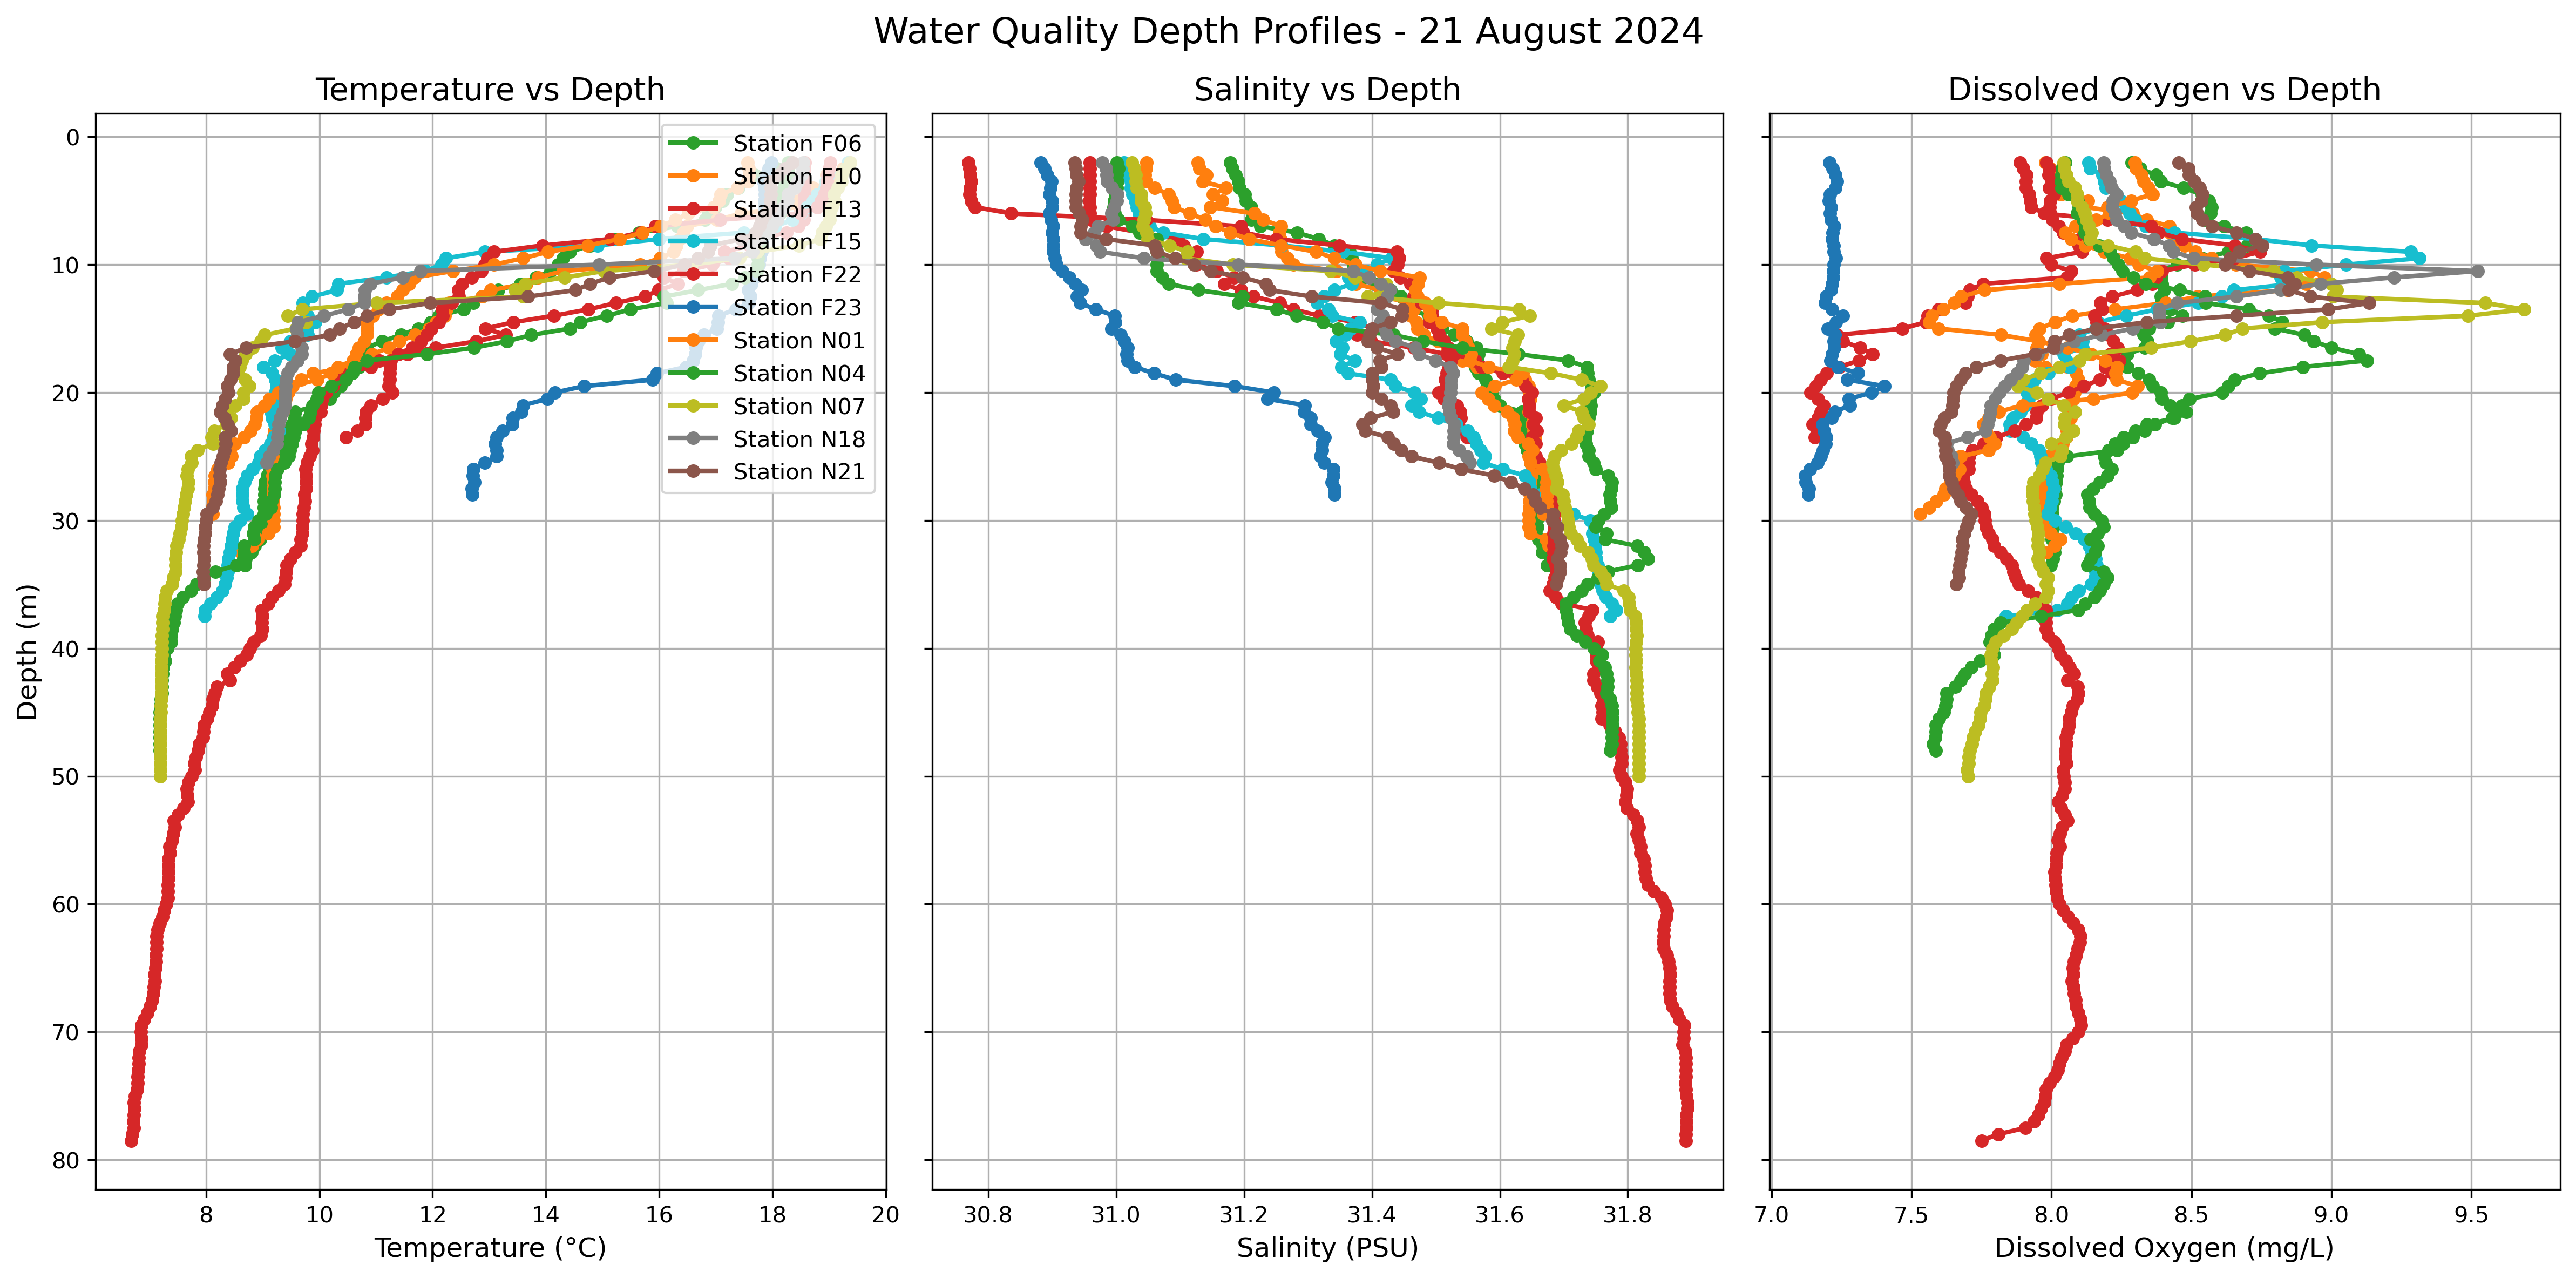 Water Quality Depth Profiles - 21 August 2024
Temperature vs Depth
Salinity vs Depth
Dissolved Oxygen vs Depth
Depth (m)
0
10
20
30
40
50
60
70
80
Station F06
Station F10
Station F13
Station F15
Station F22
Station F23
Station N01
Station N04
Station N07
Station N18
Station N21
8 10 12 14 16 18 20
Temperature (°C)
30.8 31.0 31.2 31.4 31.6 31.8
Salinity (PSU)
7.0 7.5 8.0 8.5 9.0 9.5
Dissolved Oxygen (mg/L)